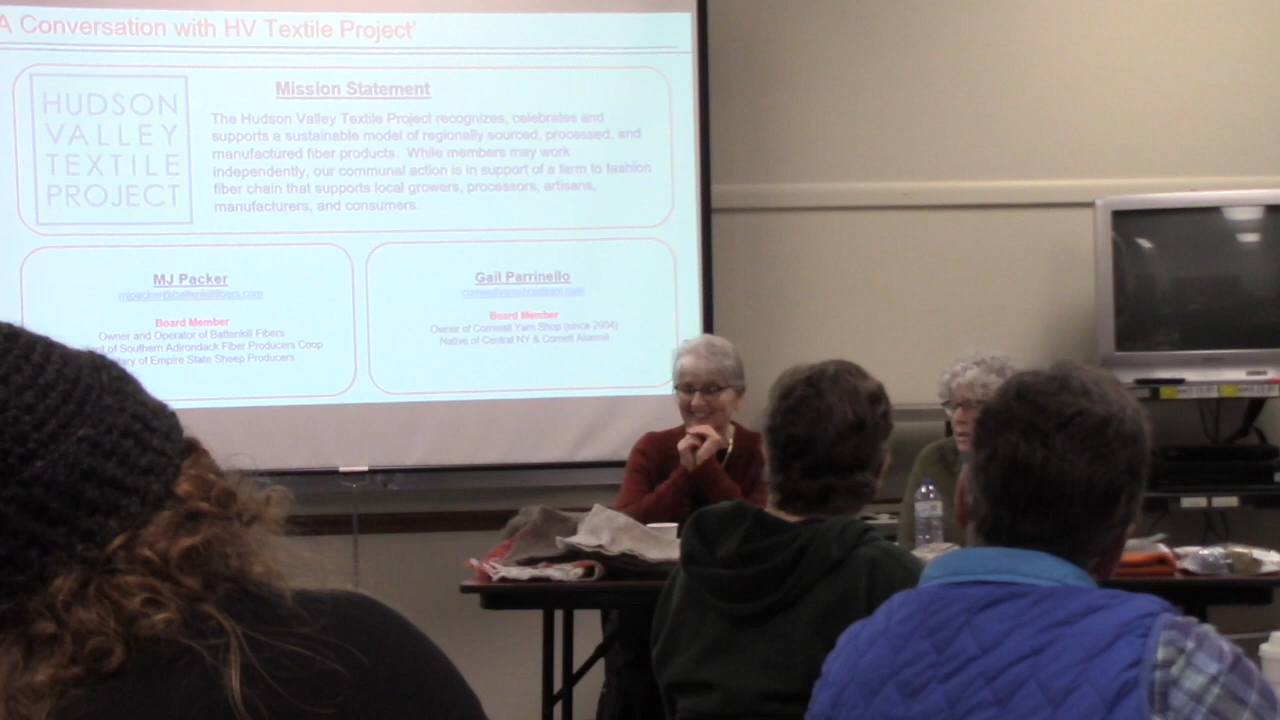 A Conversation with HV Textile Project'
HUDSON
VALLEY
TEXTILE
PROJECT
Mission Statement
The Hudson Valley Textile Project recognizes, celebrates and
supports a sustainable model of regionally sourced, processed, and
manufactured fiber products. While members may work
independently, our communal action is in support of a farm to fashion
fiber chain that supports local growers, processors, artisans,
manufacturers, and consumers.
MJ Packer
mjpacker@battenkillfibers.com
Board Member
Owner and Operator of Battenkill Fibers
of Southern Adirondack Fiber Producers Coop
of Empire State Sheep Producers
Gail Parrinello
Board Member
Owner of Cornwall Yarn Shop (since 2004)
Native of Central NY & Cornell Alumni